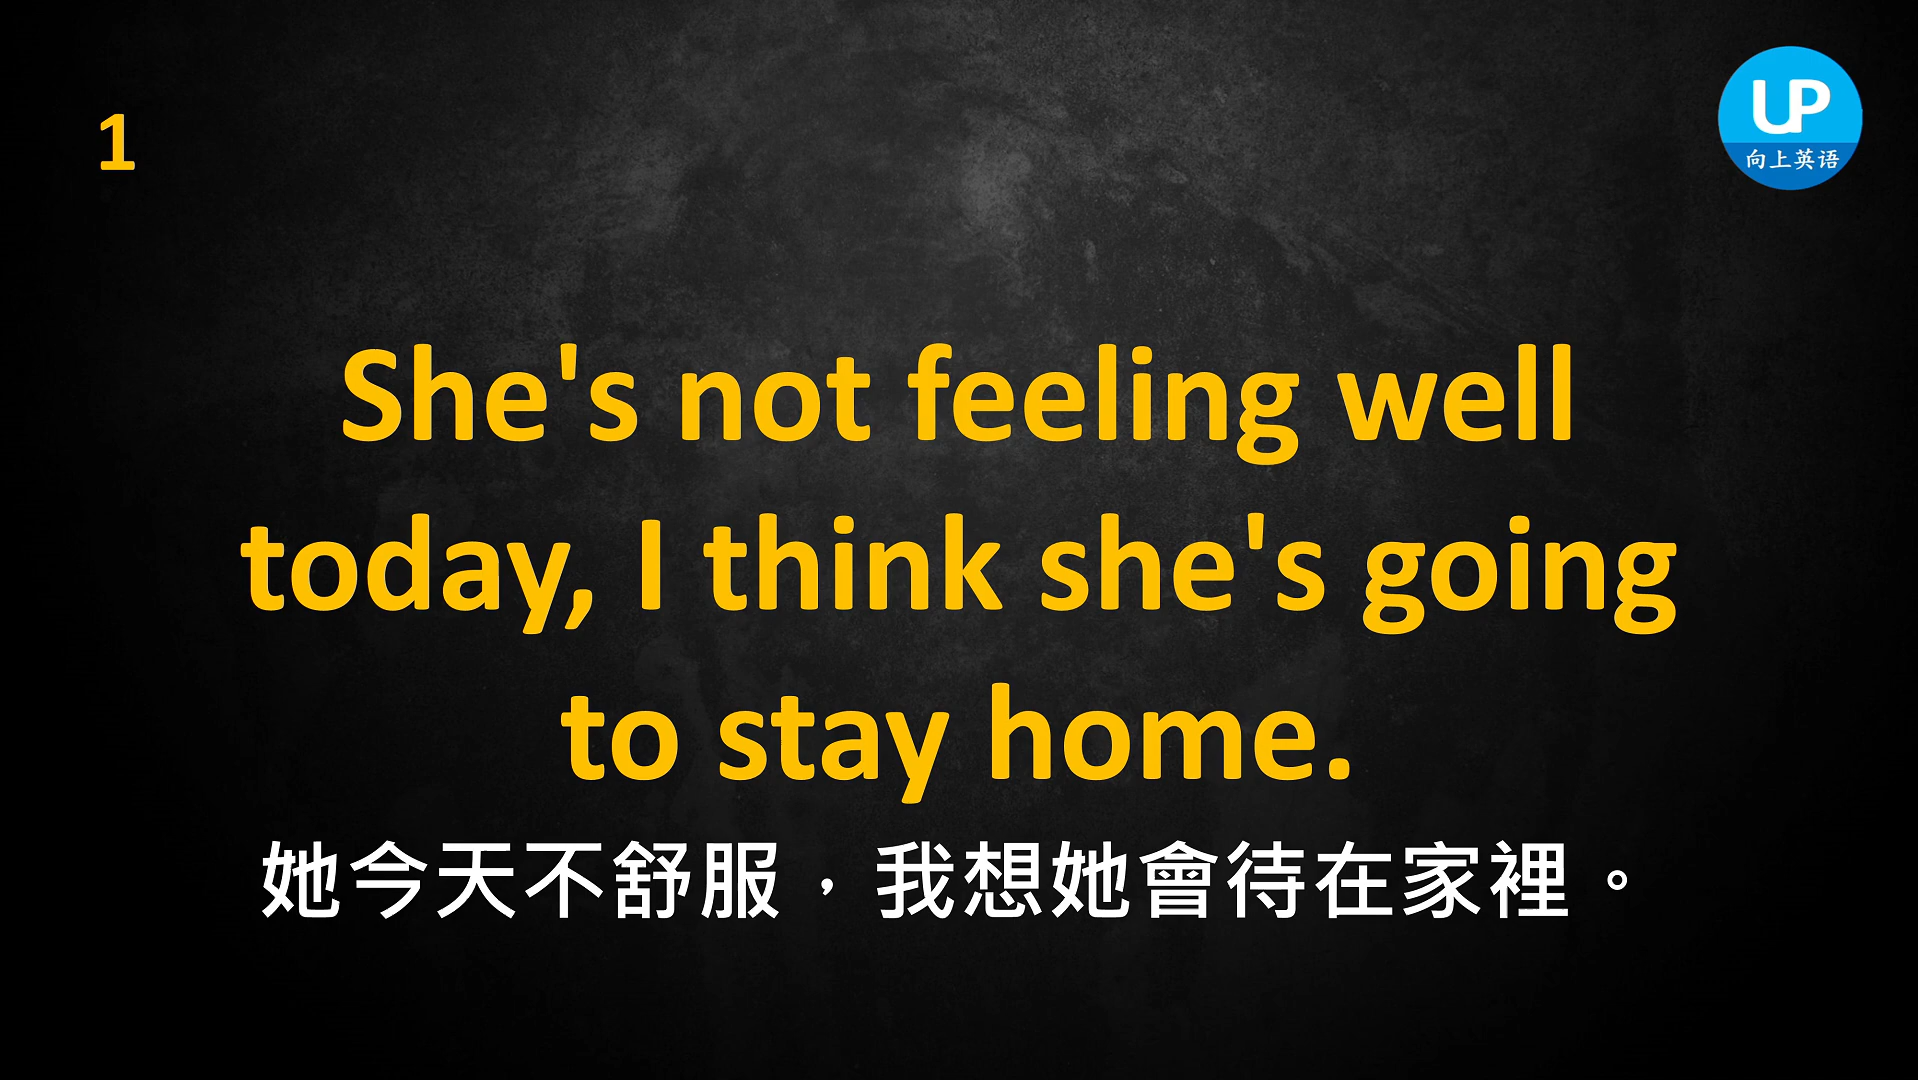 1
UP
向上英语
She's not feeling well
today, I think she's going
to stay home.
她今天不舒服，我想她會待在家裡。